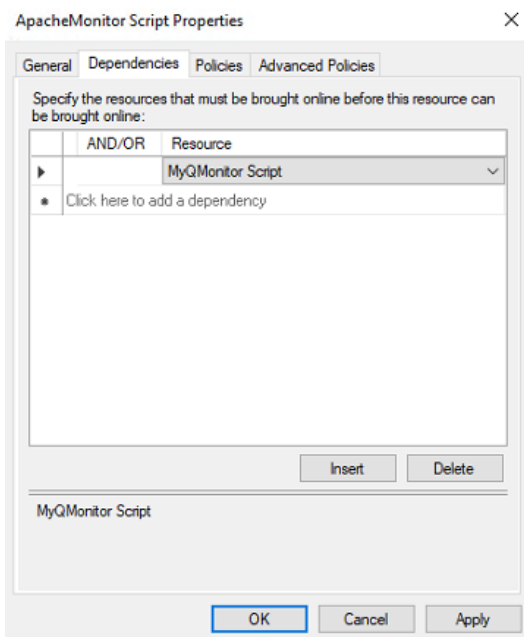 ApacheMonitor Script Properties
General Dependencies Policies Advanced Policies
Specify the resources that must be brought online before this resource can
be brought online:
AND/OR Resource
MyQMonitor Script
Click here to add a dependency
Insert Delete
MyQMonitor Script
OK Cancel Apply